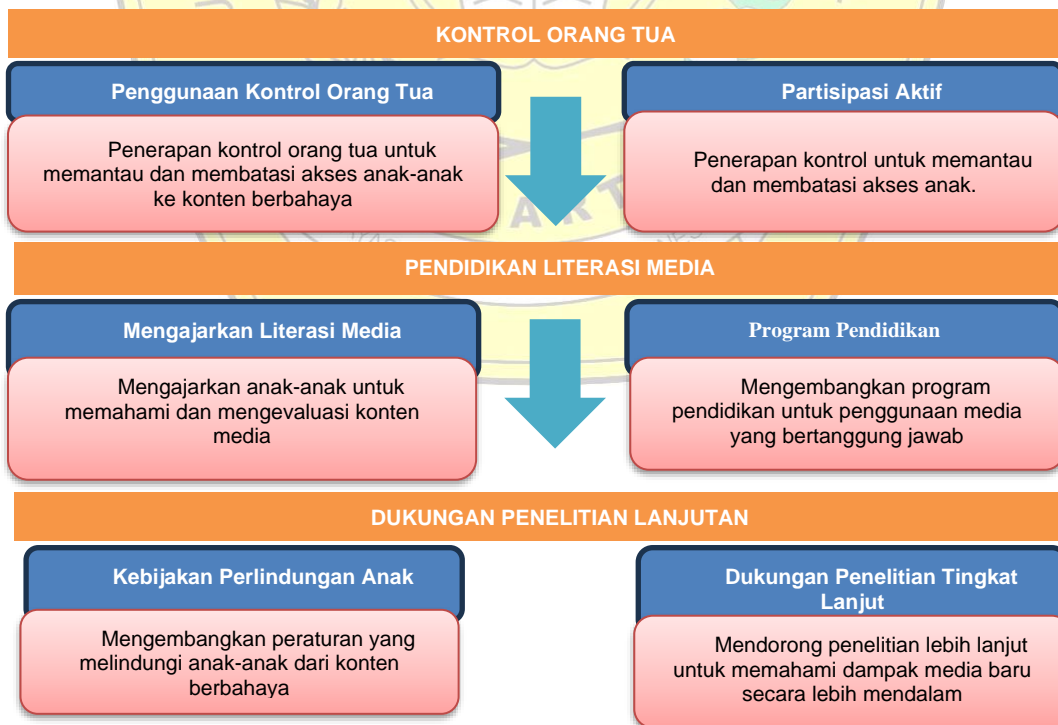 KONTROL ORANG TUA
Penggunaan Kontrol Orang Tua
Penerapan kontrol orang tua untuk
memantau dan membatasi akses anak-anak
ke konten berbahaya
Partisipasi Aktif
Penerapan kontrol untuk memantau
dan membatasi akses anak.
PENDIDIKAN LITERASI MEDIA
Mengajarkan Literasi Media
Mengajarkan anak-anak untuk
memahami dan mengevaluasi konten
media
Program Pendidikan
Mengembangkan program
pendidikan untuk penggunaan media
yang bertanggung jawab
DUKUNGAN PENELITIAN LANJUTAN
Kebijakan Perlindungan Anak
Mengembangkan peraturan yang
melindungi anak-anak dari konten
berbahaya
Dukungan Penelitian Tingkat
Lanjut
Mendorong penelitian lebih lanjut
untuk memahami dampak media baru
secara lebih mendalam